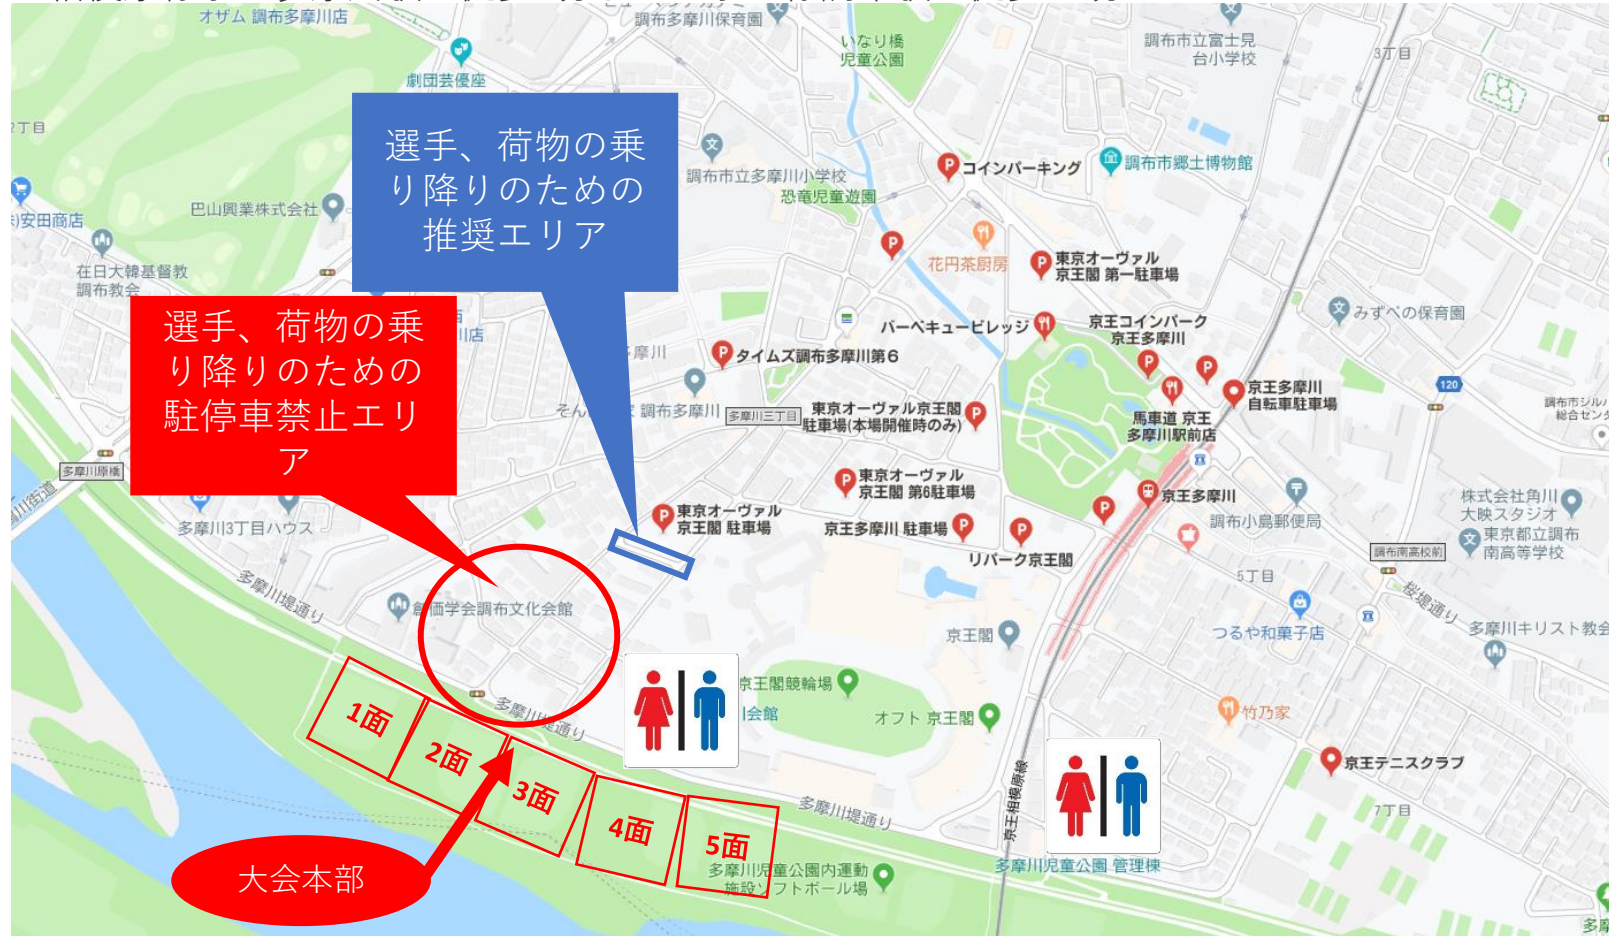 オザム 調布多摩川店
調布多摩川保育園
いなり橋
児童公園
調布市立富士見
台小学校
3丁目
劇団芸優座
選手、荷物の乗
り降りのための
推奨エリア
調布市立多摩川小学校
恐竜児童遊園
コインパーキング
調布市郷土博物館
安田商店
巴山興業株式会社
在日大韓基督教
調布教会
花円茶厨房
東京オーヴァル
京王閣 第一駐車場
選手、荷物の乗
り降りのための
駐停車禁止エリ
ア
川店
摩川
タイムズ調布多摩川第6
バーベキュービレッジ
京王コインパーク
京王多摩川
みずべの保育園
京王多摩川
自転車駐車場
120
調布多摩川
多摩川三丁目
東京オーヴァル京王閣
駐車場(本場開催時のみ)
馬車道 京王
多摩川駅前店
多摩川原橋
東京オーヴァル
京王閣 第6駐車場
京王多摩川
株式会社角川
大映スタジオ
多摩川3丁目ハウス
東京オーヴァル
京王閣 駐車場
京王多摩川 駐車場
リパーク京王閣
調布小島郵便局
調布南高校前
東京都立調布
南高等学校
多摩川堤通り
5丁目
桜堤通り
創価学会調布文化会館
京王閣
つるや和菓子店
多摩川キリスト教会
京王閣競輪場
会館
オフト 京王閣
竹乃家
多摩川堤通り
1面
2面
3面
4面
5面
京王相模原線
京王テニスクラブ
多摩川堤通り
7丁目
大会本部
多摩川児童公園内運動
施設ソフトボール場
多摩川児童公園 管理棟